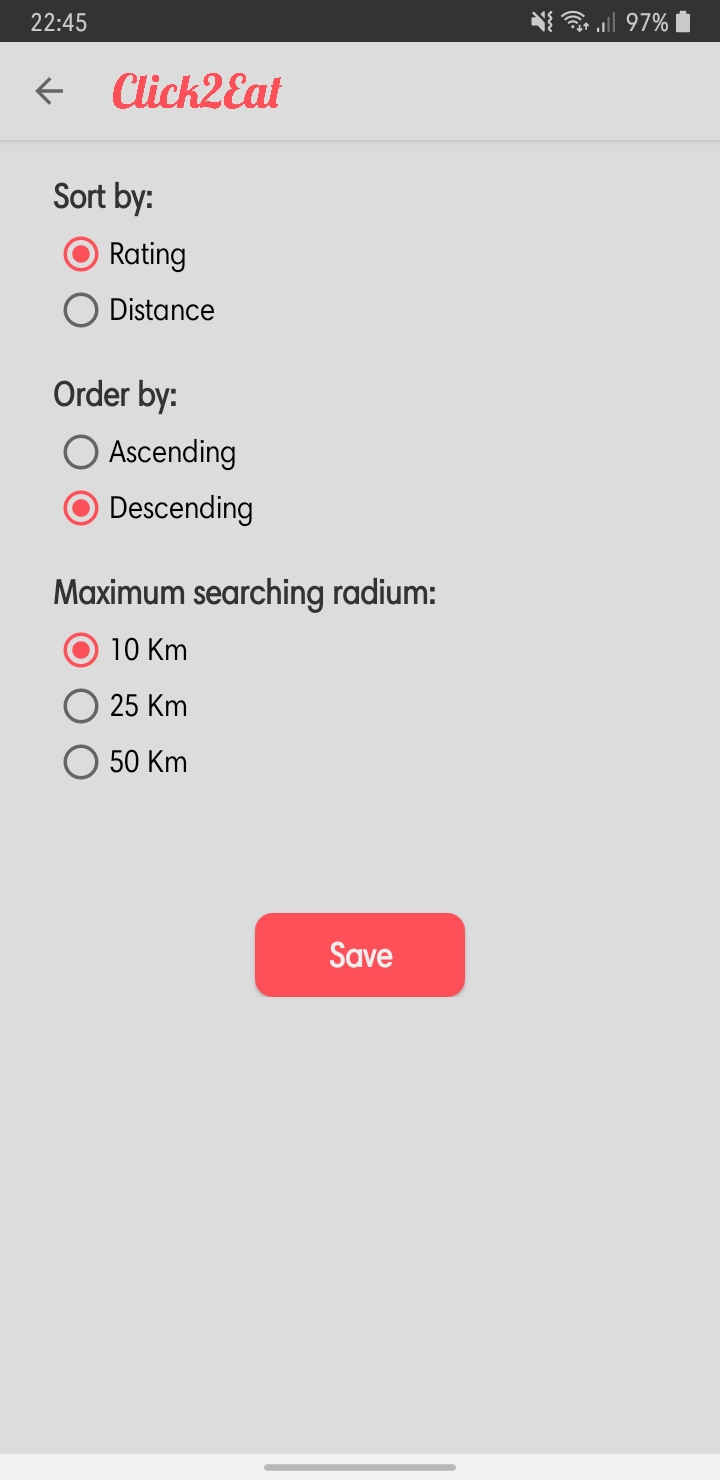 22:45 97%
Click2Eat
Sort by:
Rating
Distance
Order by:
Ascending
Descending
Maximum searching radium:
10 Km
25 Km
50 Km
Save